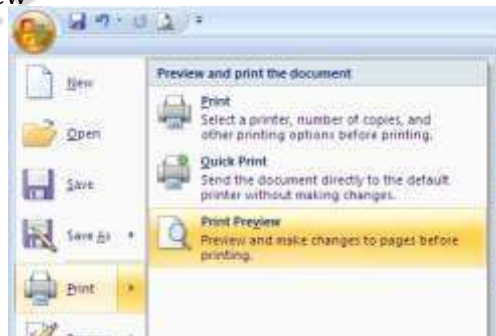 New
Open
Save
Save As
Print
Preview and print the document
Print
Select a printer, number of copies, and
other printing options before printing.
Quick Print
Send the document directly to the default
printer without making changes.
Print Preview
Preview and make changes to pages before
printing.